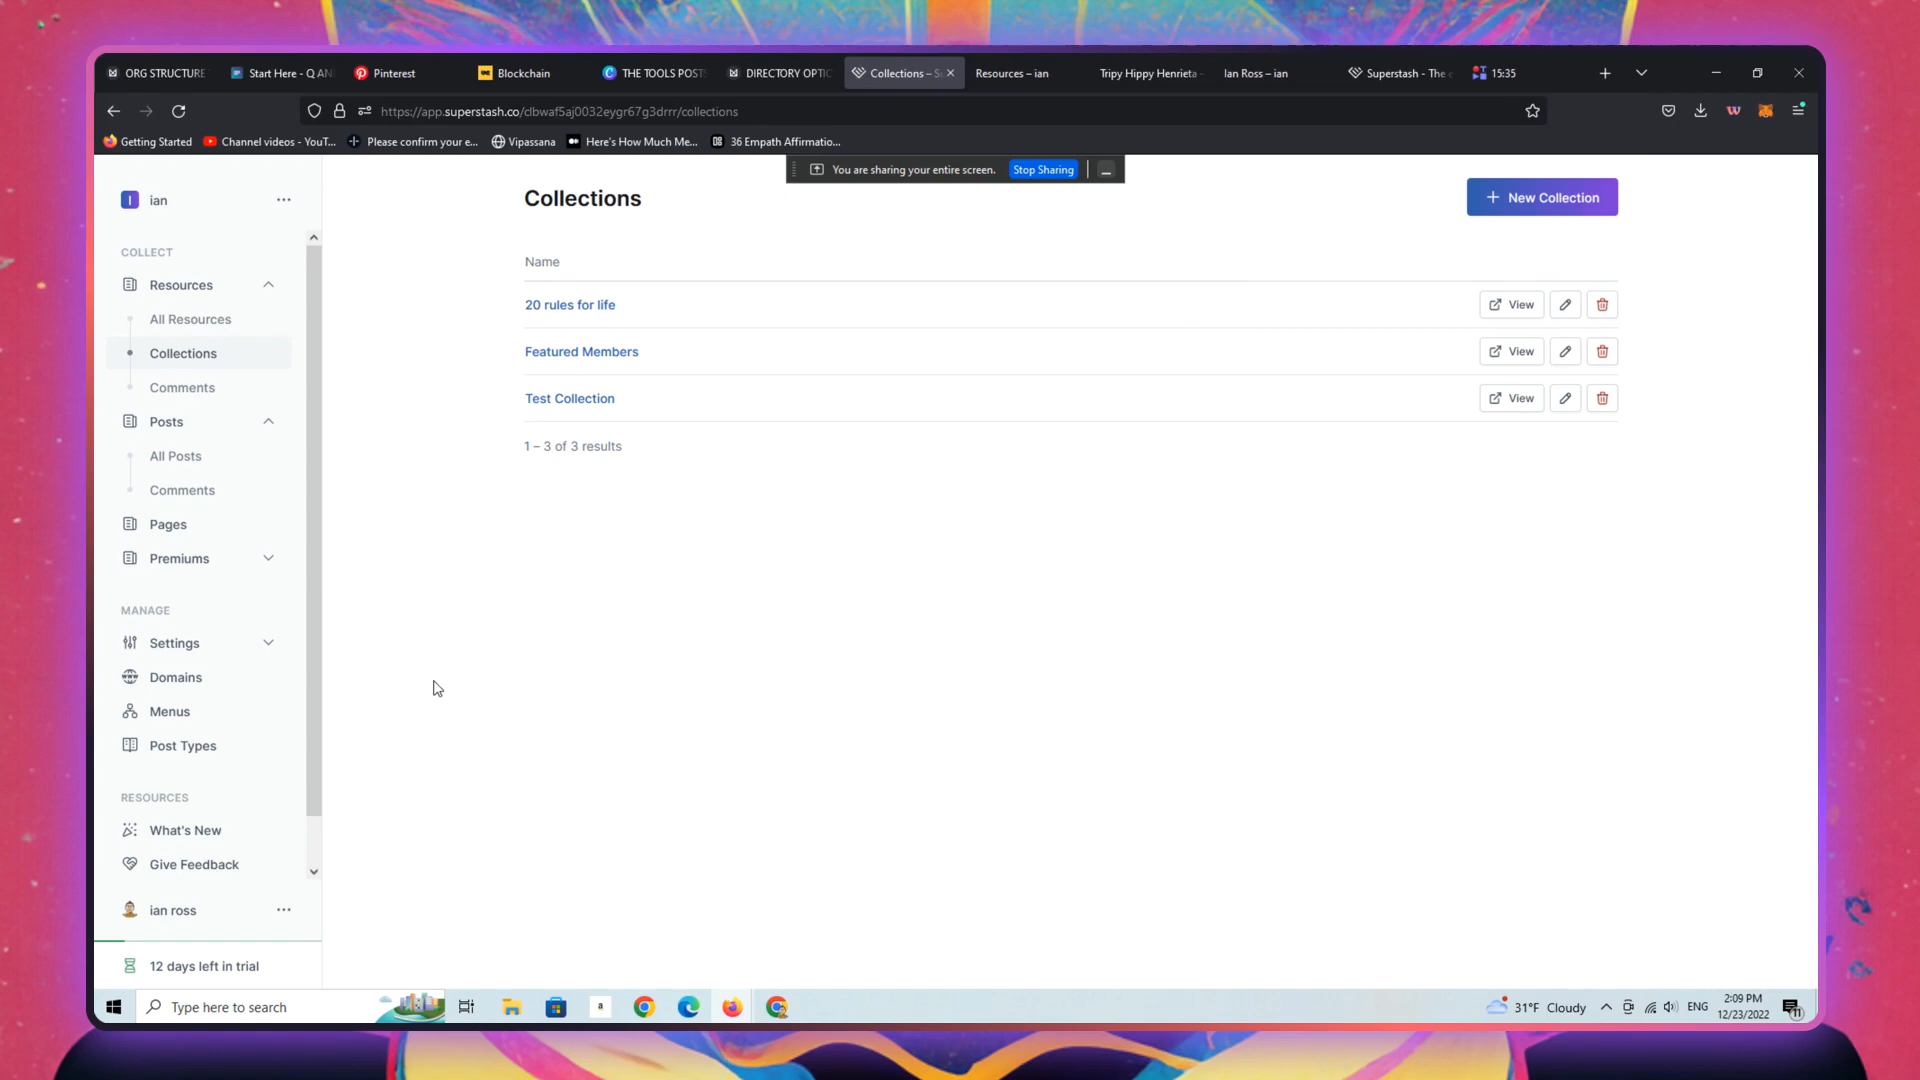 ORG STRUCTURE
Start Here - Q AN
Pinterest
Blockchain
THE TOOLS POST
DIRECTORY OPTIC
Collections – S
Resources – ian
Tripy Hippy Henrieta -
Ian Ross – ian
Superstash - The e
15:35
https://app.superstash.co/clbwaf5aj0032eygr67g3drrr/collections
Getting Started
Channel videos - YouT...
Please confirm your e...
Vipassana
Here's How Much Me...
36 Empath Affirmatio...
You are sharing your entire screen.
Stop Sharing
I
ian
COLLECT
Resources
All Resources
Collections
Comments
Posts
All Posts
Comments
Pages
Premiums
MANAGE
Settings
Domains
Menus
Post Types
RESOURCES
What's New
Give Feedback
ian ross
12 days left in trial
Collections
New Collection
Name
20 rules for life
View
Featured Members
View
Test Collection
View
1 – 3 of 3 results
Type here to search
a
31°F Cloudy
ENG
2:09 PM
12/23/2022
11